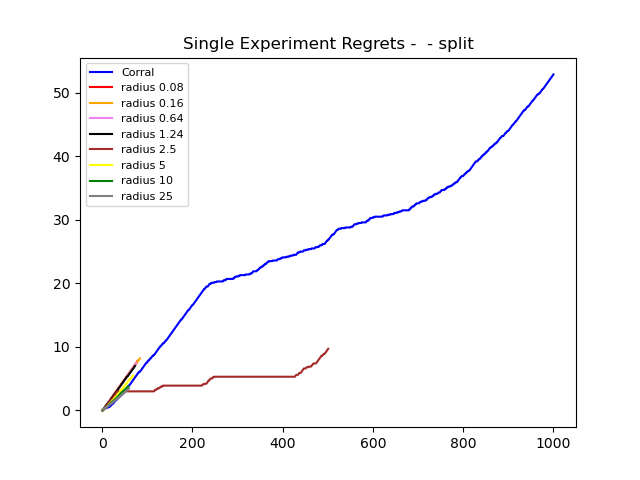 Single Experiment Regrets -  - split
Corral
radius 0.08
radius 0.16
radius 0.64
radius 1.24
radius 2.5
radius 5
radius 10
radius 25
50
40
30
20
10
0
0 200 400 600 800 1000